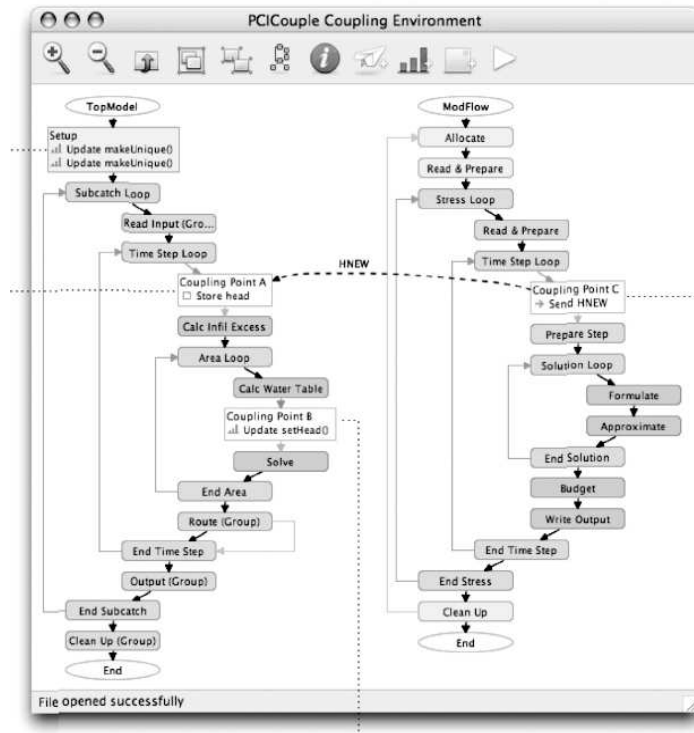 PCICouple Coupling Environment
TopModel
Setup
Update makeUnique()
Update makeUnique()
Subcatch Loop
Read Input (Gro...
Time Step Loop
Coupling Point A
Store head
Calc Infil Excess
Area Loop
Calc Water Table
Coupling Point B
Update setHead()
Solve
End Area
Route (Group)
End Time Step
Output (Group)
End Subcatch
Clean Up (Group)
End
HNEW
ModFlow
Allocate
Read & Prepare
Stress Loop
Read & Prepare
Time Step Loop
Coupling Point C
Send HNEW
Prepare Step
Solution Loop
Formulate
Approximate
End Solution
Budget
Write Output
End Time Step
End Stress
Clean Up
End
File opened successfully